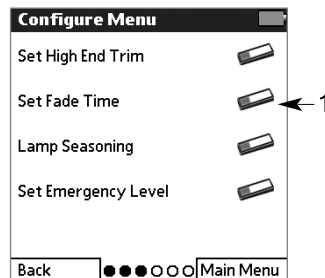 Configure Menu
Set High End Trim
Set Fade Time
1
Lamp Seasoning
Set Emergency Level
Back Main Menu